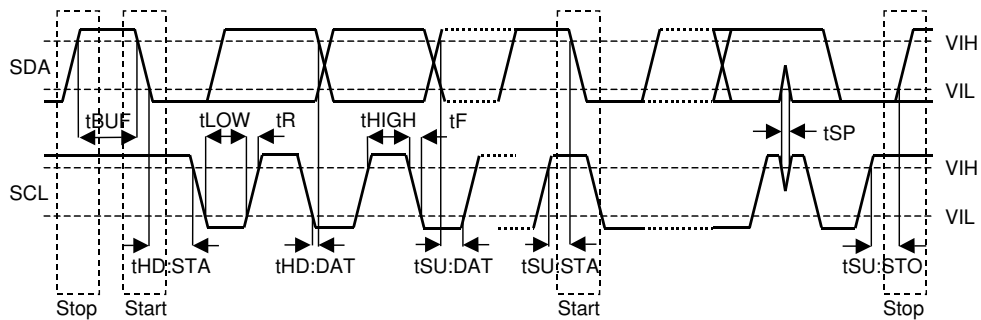 SDA
VIH
VIL
tBUF
tLOW
tR
tHIGH
tF
tSP
SCL
VIH
VIL
tHD:STA
tHD:DAT
tSU:DAT
tSU:STA
tSU:STO
Stop
Start
Start
Stop